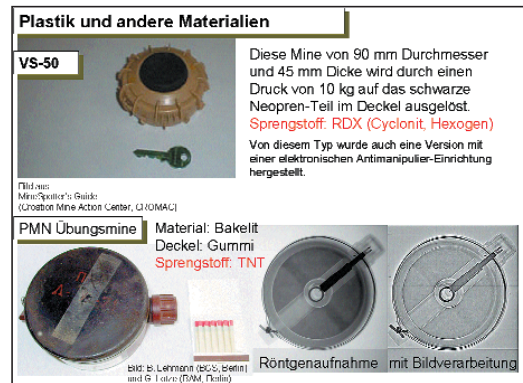 Plastik und andere Materialien
VS-50
Diese Mine von 90 mm Durchmesser
und 45 mm Dicke wird durch einen
Druck von 10 kg auf das schwarze
Neopren-Teil im Deckel ausgelöst.
Sprengstoff: RDX (Cyclonit, Hexogen)
Von diesem Typ wurde auch eine Version mit
einer elektronischen Antimanipulier-Einrichtung
hergestellt.
Bild aus
MineSpotter's Guide
(Croation Mine Action Center, CROMAC)
PMN Übungsmine
Material: Bakelit
Deckel: Gummi
Sprengstoff: TNT
Bild: B. Lehmann (BCS, Berlin)
und G. Lotze (BAM, Berlin)
Röntgenaufnahme
mit Bildverarbeitung